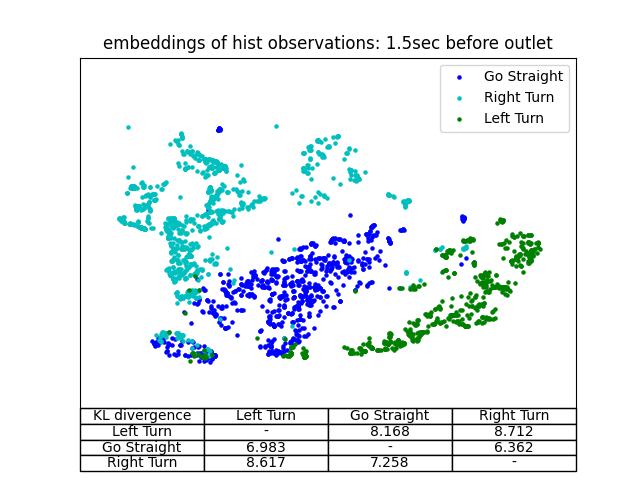 embeddings of hist observations: 1.5sec before outlet
Go Straight
Right Turn
Left Turn
KL divergence Left Turn Go Straight Right Turn
Left Turn - 8.168 8.712
Go Straight 6.983 - 6.362
Right Turn 8.617 7.258 -